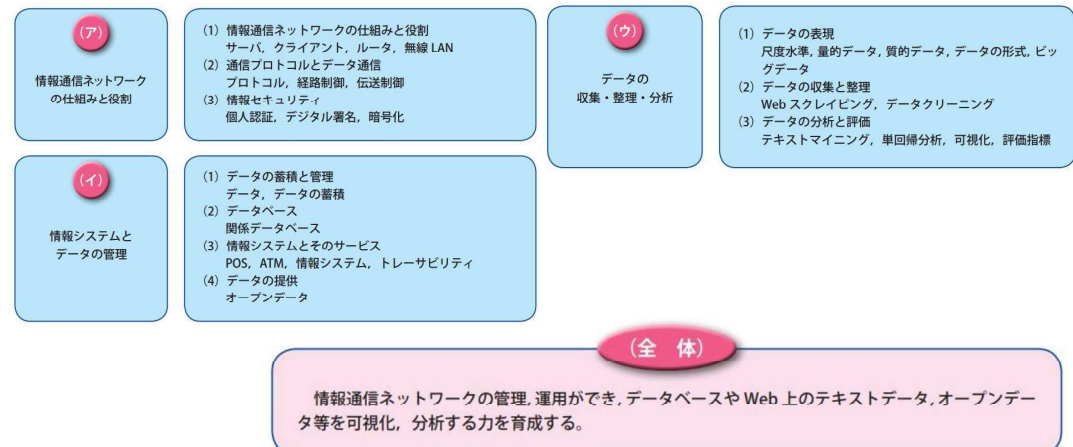 (ア)
情報通信ネットワーク
の仕組みと役割
(1) 情報通信ネットワークの仕組みと役割
サーバ, クライアント, ルータ, 無線 LAN
(2) 通信プロトコルとデータ通信
プロトコル, 経路制御, 伝送制御
(3) 情報セキュリティ
個人認証, デジタル署名, 暗号化
(イ)
情報システムと
データの管理
(1) データの蓄積と管理
データ, データの蓄積
(2) データベース
関係データベース
(3) 情報システムとそのサービス
POS, ATM, 情報システム, トレーサビリティ
(4) データの提供
オープンデータ
(ウ)
データの
収集・整理・分析
(1) データの表現
尺度水準, 量的データ, 質的データ, データの形式, ビッ
グデータ
(2) データの収集と整理
Web スクレイピング, データクリーニング
(3) データの分析と評価
テキストマイニング, 単回帰分析, 可視化, 評価指標
(全 体)
情報通信ネットワークの管理, 運用ができ, データベースや Web 上のテキストデータ, オープンデー
タ等を可視化, 分析する力を育成する。